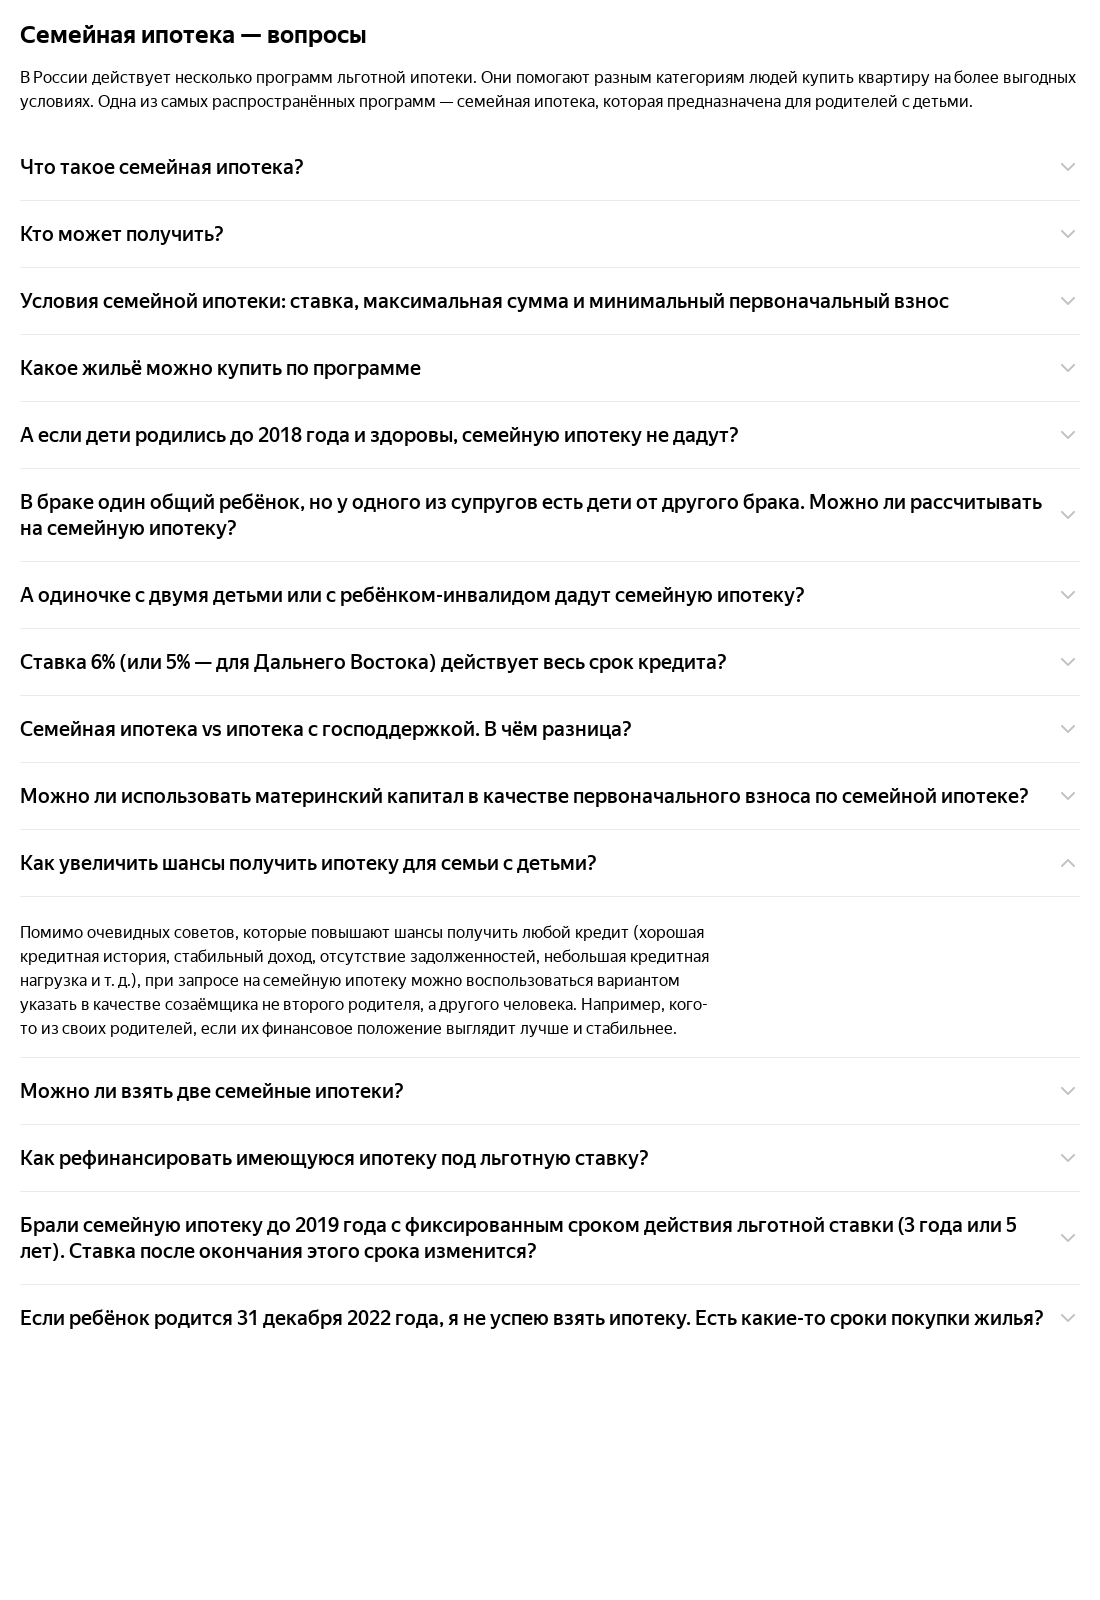 Семейная ипотека — вопросы
В России действует несколько программ льготной ипотеки. Они помогают разным категориям людей купить квартиру на более выгодных
условиях. Одна из самых распространённых программ — семейная ипотека, которая предназначена для родителей с детьми.
Что такое семейная ипотека?
Кто может получить?
Условия семейной ипотеки: ставка, максимальная сумма и минимальный первоначальный взнос
Какое жильё можно купить по программе
А если дети родились до 2018 года и здоровы, семейную ипотеку не дадут?
В браке один общий ребёнок, но у одного из супругов есть дети от другого брака. Можно ли рассчитывать
на семейную ипотеку?
А одиночке с двумя детьми или с ребёнком-инвалидом дадут семейную ипотеку?
Ставка 6% (или 5% — для Дальнего Востока) действует весь срок кредита?
Семейная ипотека vs ипотека с господдержкой. В чём разница?
Можно ли использовать материнский капитал в качестве первоначального взноса по семейной ипотеке?
Как увеличить шансы получить ипотеку для семьи с детьми?
Помимо очевидных советов, которые повышают шансы получить любой кредит (хорошая
кредитная история, стабильный доход, отсутствие задолженностей, небольшая кредитная
нагрузка и т. д.), при запросе на семейную ипотеку можно воспользоваться вариантом
указать в качестве созаёмщика не второго родителя, а другого человека. Например, кого-
то из своих родителей, если их финансовое положение выглядит лучше и стабильнее.
Можно ли взять две семейные ипотеки?
Как рефинансировать имеющуюся ипотеку под льготную ставку?
Брали семейную ипотеку до 2019 года с фиксированным сроком действия льготной ставки (3 года или 5
лет). Ставка после окончания этого срока изменится?
Если ребёнок родится 31 декабря 2022 года, я не успею взять ипотеку. Есть какие-то сроки покупки жилья?